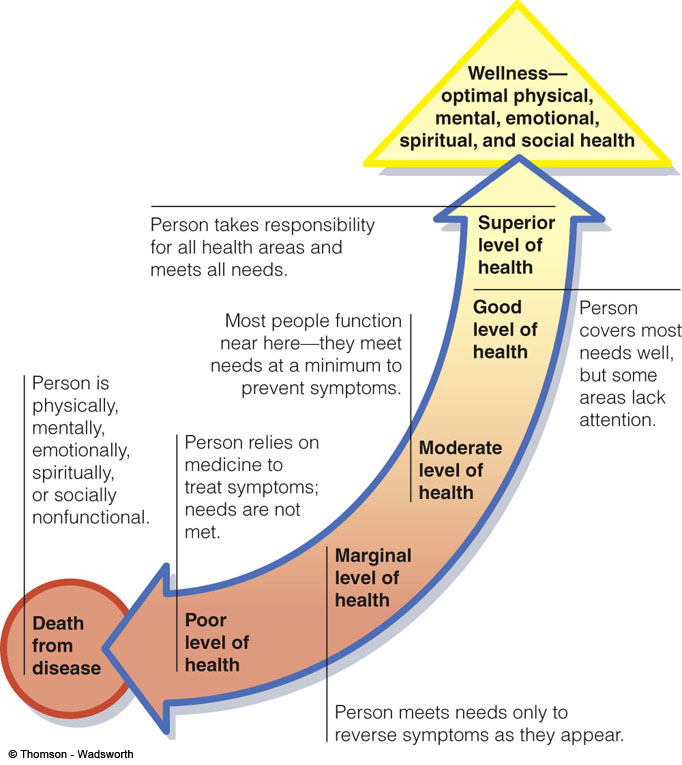 Wellness—
optimal physical,
mental, emotional,
spiritual, and social health
Person takes responsibility
for all health areas and
meets all needs.
Superior
level of
health
Good
level of
health
Person
covers most
needs well,
but some
areas lack
attention.
Most people function
near here—they meet
needs at a minimum to
prevent symptoms.
Moderate
level of
health
Person is
physically,
mentally,
emotionally,
spiritually,
or socially
nonfunctional.
Person relies on
medicine to
treat symptoms;
needs are not
met.
Marginal
level of
health
Death
from
disease
Poor
level of
health
Person meets needs only to
reverse symptoms as they appear.
© Thomson - Wadsworth